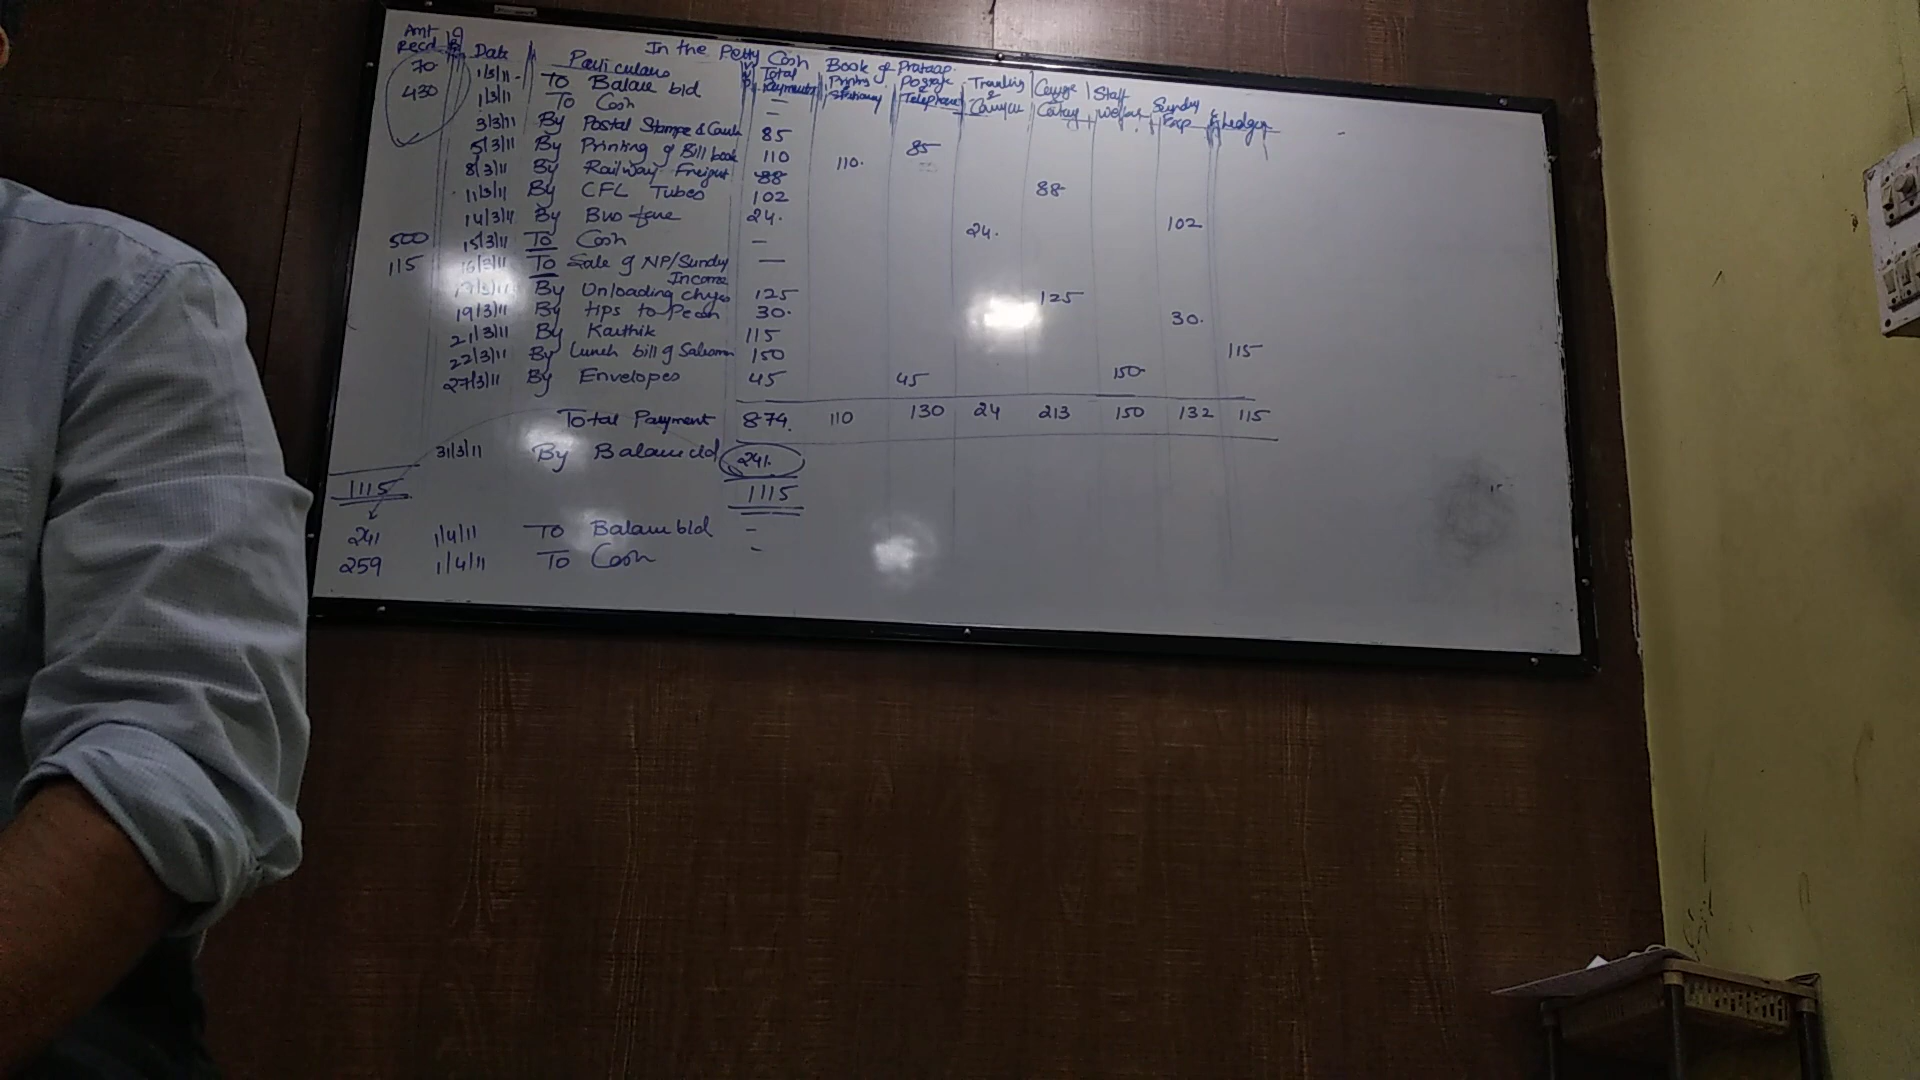 In the Petty Cash Book of Prataap.
Amt Recd Date Particulars Total Payments Printing & Stationary Postage & Telephone Travelling & Carriage & Staff Sundry Exp Ledger
70 1/3/11 To Balance b/d —
430 1/3/11 To Cash
3/3/11 By Postal Stamps & 85 85
5/3/11 By Printing of Bill book 110 110.
8/3/11 By Railway Freight 88 88
11/3/11 By CFL Tubes 102 102
14/3/11 By Bus fare 24. 24.
500 15/3/11 To Cash —
115 16/3/11 To Sale of NP/Sundry Income —
By Unloading 125 125
19/3/11 By tips to Peon 30. 30.
21/3/11 By Karthik 115 115
22/3/11 By Lunch bill of 150 150
27/3/11 By Envelopes 45 45
Total Payment 874. 110 130 24 213 150 132 115
31/3/11 By Balance c/d 241.
1115 1115
241 1/4/11 To Balance b/d -
259 1/4/11 To Cash -